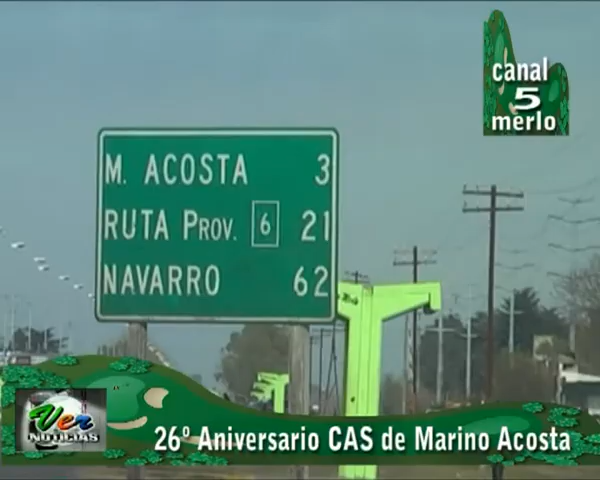 canal
5
merlo
M. ACOSTA 3
RUTA PROV. 6 21
NAVARRO 62
Ver
NOTICIAS
26º Aniversario CAS de Marino Acosta